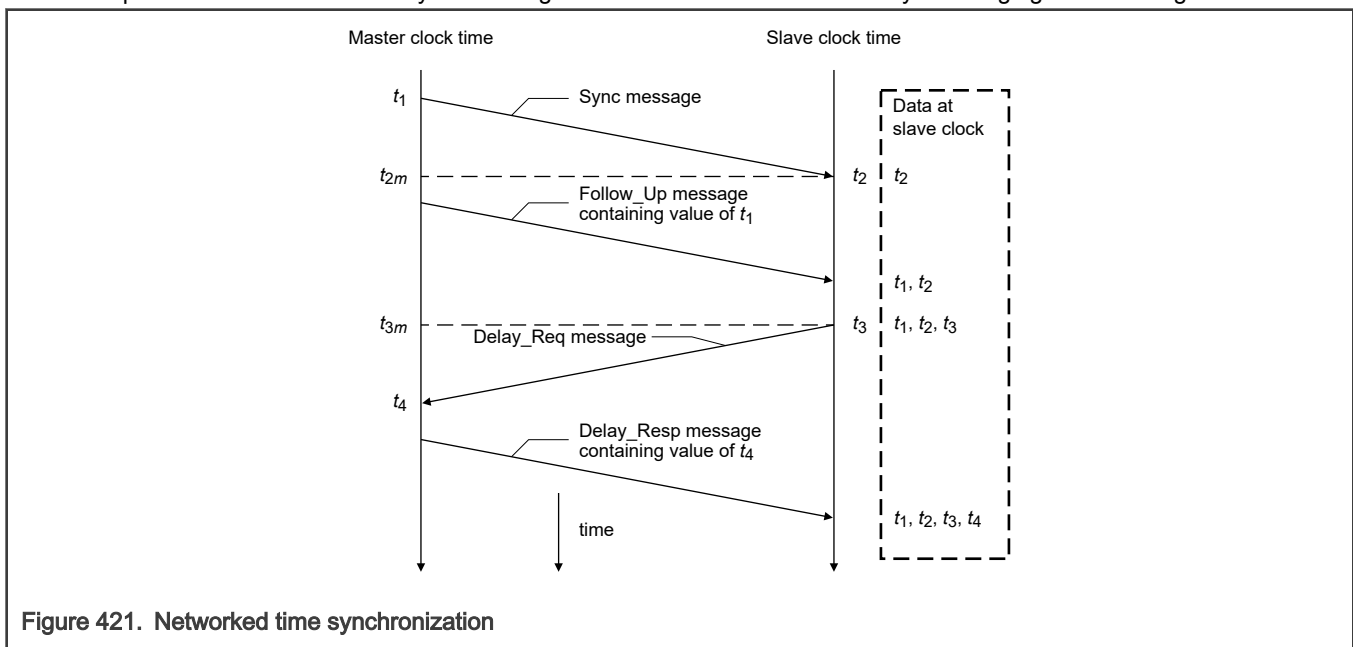 Master clock time
Slave clock time
t1
Sync message
Data at
slave clock
t2m
t2
t2
Follow_Up message
containing value of t1
t1, t2
t3m
t3
t1, t2, t3
Delay_Req message
t4
Delay_Resp message
containing value of t4
t1, t2, t3, t4
time
Figure 421. Networked time synchronization